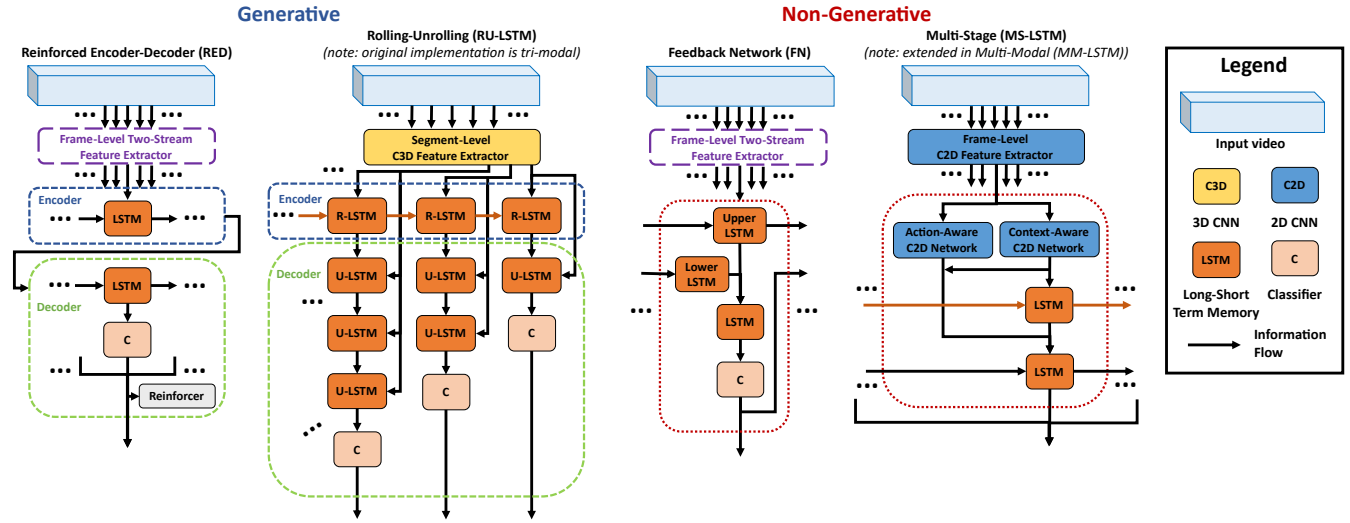 Generative
Non-Generative
Reinforced Encoder-Decoder (RED)
Rolling-Unrolling (RU-LSTM)
(note: original implementation is tri-modal)
Feedback Network (FN)
Multi-Stage (MS-LSTM)
(note: extended in Multi-Modal (MM-LSTM))
Frame-Level Two-Stream
Feature Extractor
Encoder
LSTM
LSTM
Decoder
C
Reinforcer
Segment-Level
C3D Feature Extractor
Encoder
R-LSTM
R-LSTM
R-LSTM
Decoder
U-LSTM
U-LSTM
U-LSTM
U-LSTM
U-LSTM
C
U-LSTM
C
C
Frame-Level Two-Stream
Feature Extractor
Upper
LSTM
Lower
LSTM
LSTM
C
Frame-Level
C2D Feature Extractor
Action-Aware
C2D Network
Context-Aware
C2D Network
LSTM
LSTM
Legend
Input video
C3D
C2D
3D CNN
2D CNN
LSTM
C
Long-Short
Term Memory
Classifier
Information
Flow